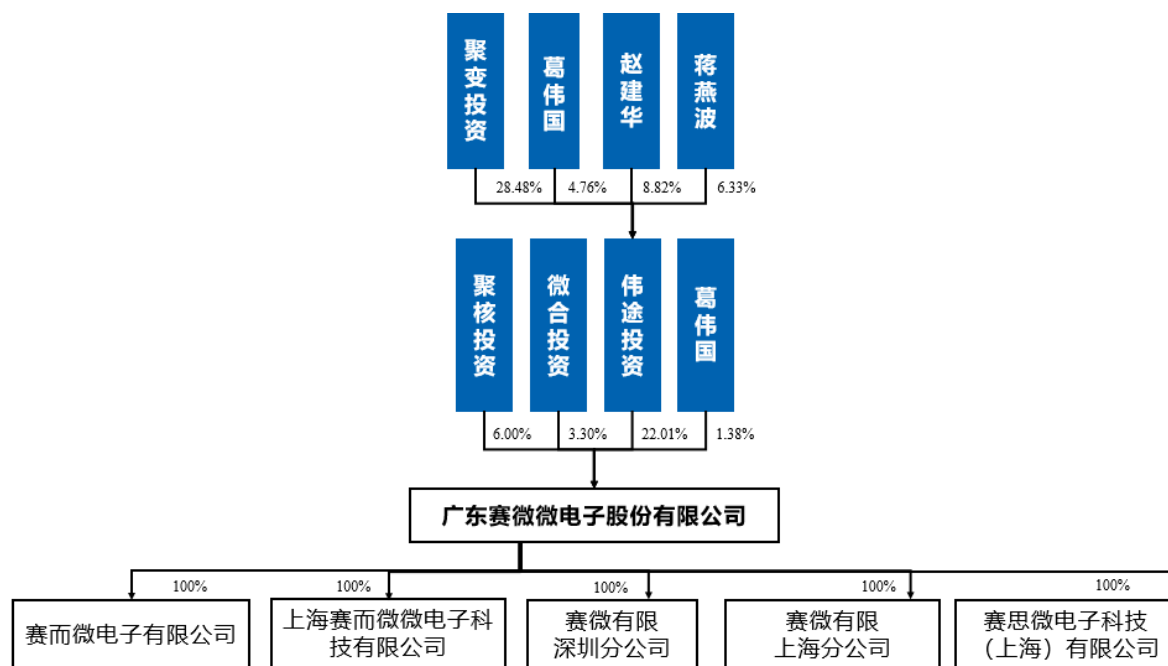 聚变投资
葛伟国
赵建华
蒋燕波
28.48%
4.76%
8.82%
6.33%
聚核投资
微合投资
伟途投资
葛伟国
6.00%
3.30%
22.01%
1.38%
广东赛微微电子股份有限公司
100%
100%
100%
100%
100%
赛而微电子有限公司
上海赛而微微电子科
技有限公司
赛微有限
深圳分公司
赛微有限
上海分公司
赛思微电子科技
（上海）有限公司